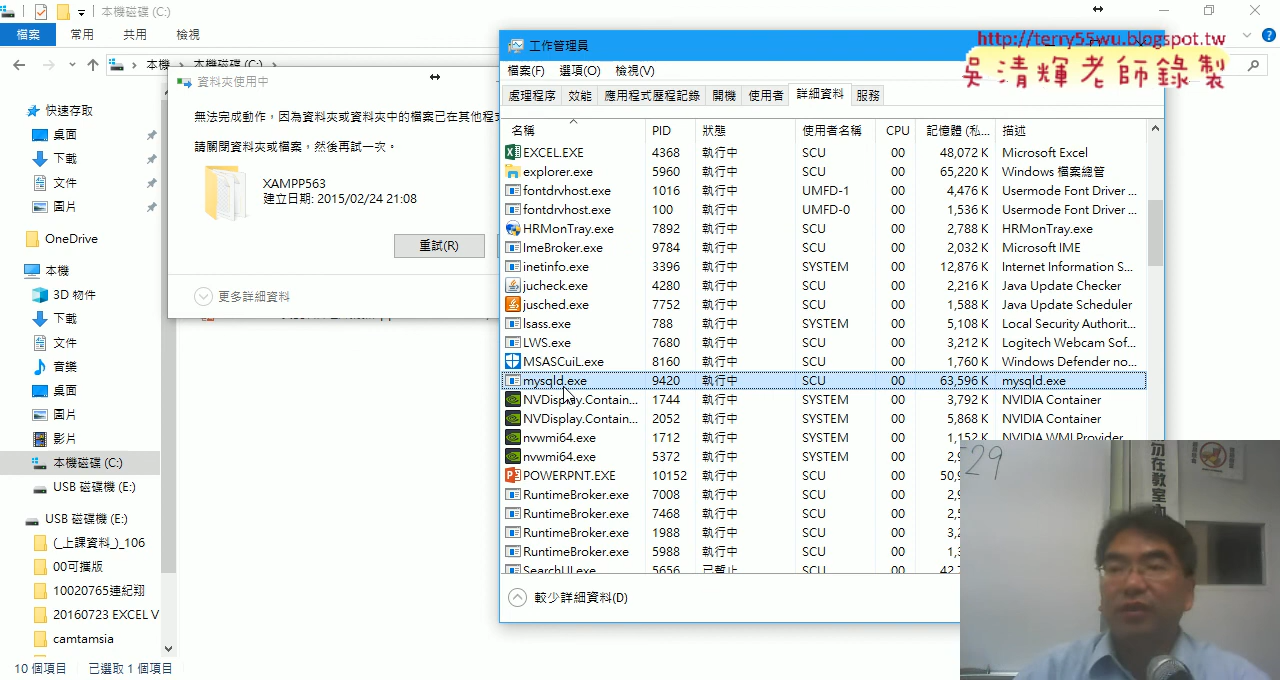 本機磁碟 (C:)
檔案
常用
共用
檢視
http://terry55wu.blogspot.tw
吳清輝老師錄製
本機
本機磁碟 (C:)
快速存取
桌面
下載
文件
圖片
OneDrive
本機
3D 物件
下載
文件
音樂
桌面
圖片
影片
本機磁碟 (C:)
USB 磁碟機 (E:)
USB 磁碟機 (E:)
(_上課資料_)_106
00可攜版
10020765連紀翔
20160723 EXCEL V
camtamsia
10 個項目 已選取 1 個項目
資料夾使用中
無法完成動作，因為資料夾或資料夾中的檔案已在其他程式
請關閉資料夾或檔案，然後再試一次。
XAMPP563
建立日期: 2015/02/24 21:08
重試(R)
更多詳細資料
工作管理員
檔案(F) 選項(O) 檢視(V)
處理程序 效能 應用程式歷程記錄 開機 使用者 詳細資料 服務
名稱 PID 狀態 使用者名稱 CPU 記憶體 (私... 描述
EXCEL.EXE 4368 執行中 SCU 00 48,072 K Microsoft Excel
explorer.exe 5960 執行中 SCU 00 65,220 K Windows 檔案總管
fontdrvhost.exe 1016 執行中 UMFD-1 00 4,476 K Usermode Font Driver ...
fontdrvhost.exe 100 執行中 UMFD-0 00 1,536 K Usermode Font Driver ...
HRMonTray.exe 7892 執行中 SCU 00 2,788 K HRMonTray.exe
ImeBroker.exe 9784 執行中 SCU 00 2,032 K Microsoft IME
inetinfo.exe 3396 執行中 SYSTEM 00 12,876 K Internet Information S...
jucheck.exe 4280 執行中 SCU 00 2,216 K Java Update Checker
jusched.exe 7752 執行中 SCU 00 1,588 K Java Update Scheduler
lsass.exe 788 執行中 SYSTEM 00 5,108 K Local Security Authorit...
LWS.exe 7680 執行中 SCU 00 3,212 K Logitech Webcam Sof...
MSASCuiL.exe 8160 執行中 SCU 00 1,760 K Windows Defender no...
mysqld.exe 9420 執行中 SCU 00 63,596 K mysqld.exe
NVDisplay.Contain... 1744 執行中 SYSTEM 00 3,792 K NVIDIA Container
NVDisplay.Contain... 2052 執行中 SYSTEM 00 5,868 K NVIDIA Container
nvwmi64.exe 1712 執行中 SYSTEM 00 1,152 K NVIDIA WMI Provider
nvwmi64.exe 5372 執行中 SYSTEM 00
POWERPNT.EXE 10152 執行中 SCU 00
RuntimeBroker.exe 7008 執行中 SCU 00
RuntimeBroker.exe 7468 執行中 SCU 00
RuntimeBroker.exe 1988 執行中 SCU 00
RuntimeBroker.exe 5988 執行中 SCU 00
SearchUI.exe 5656 已暫止 SCU 00
較少詳細資料(D)
29
勿在教室內